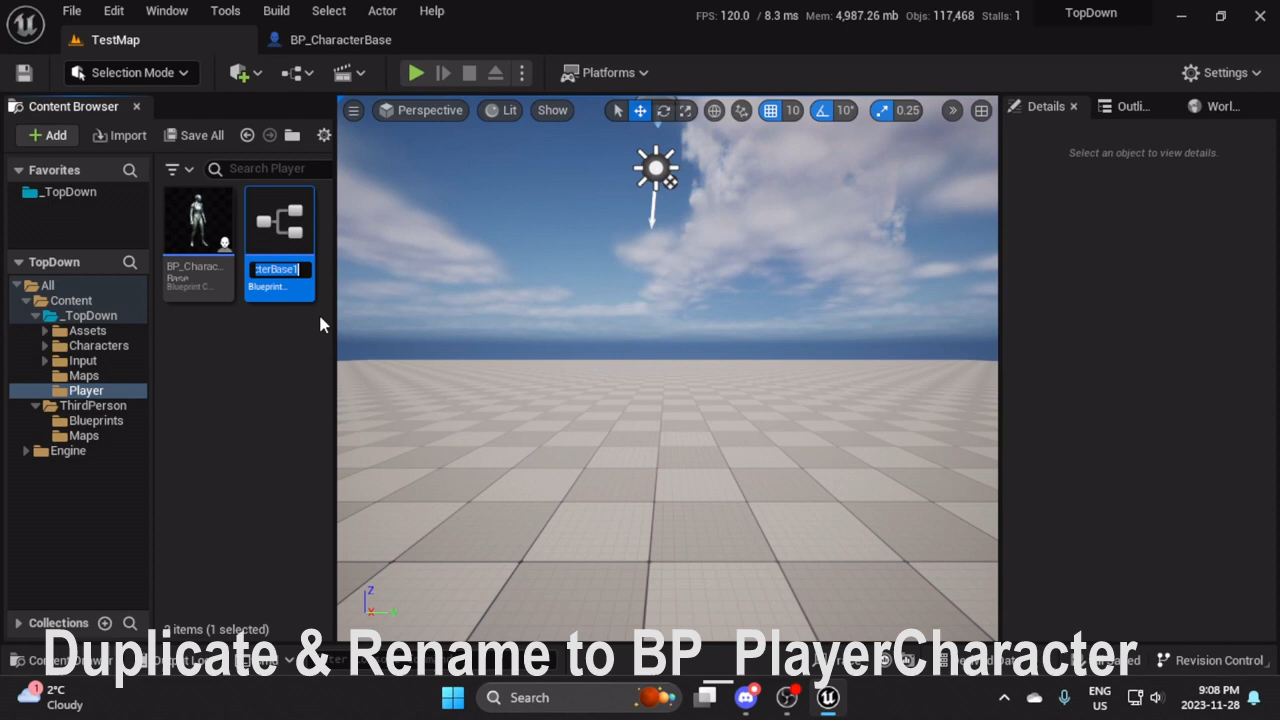 File Edit Window Tools Build Select Actor Help
FPS: 120.0 / 8.3 ms Mem: 4,987.26 mb Objs: 117,468 Stalls: 1
TopDown
TestMap
BP_CharacterBase
Selection Mode
Platforms
Settings
Content Browser
Add
Import
Save All
Favorites
_TopDown
TopDown
All
Content
_TopDown
Assets
Characters
Input
Maps
Player
ThirdPerson
Blueprints
Maps
Engine
Collections
Search Player
BP_Charac...
Base
Blueprint C...
cterBase1
Blueprint...
2 items (1 selected)
Perspective
Lit
Show
10
10°
0.25
Z
Details
Outli...
Worl...
Select an object to view details.
Revision Control
Duplicate & Rename to BP_PlayerCharacter
1
2°C
Cloudy
Search
ENG
US
9:08 PM
2023-11-28